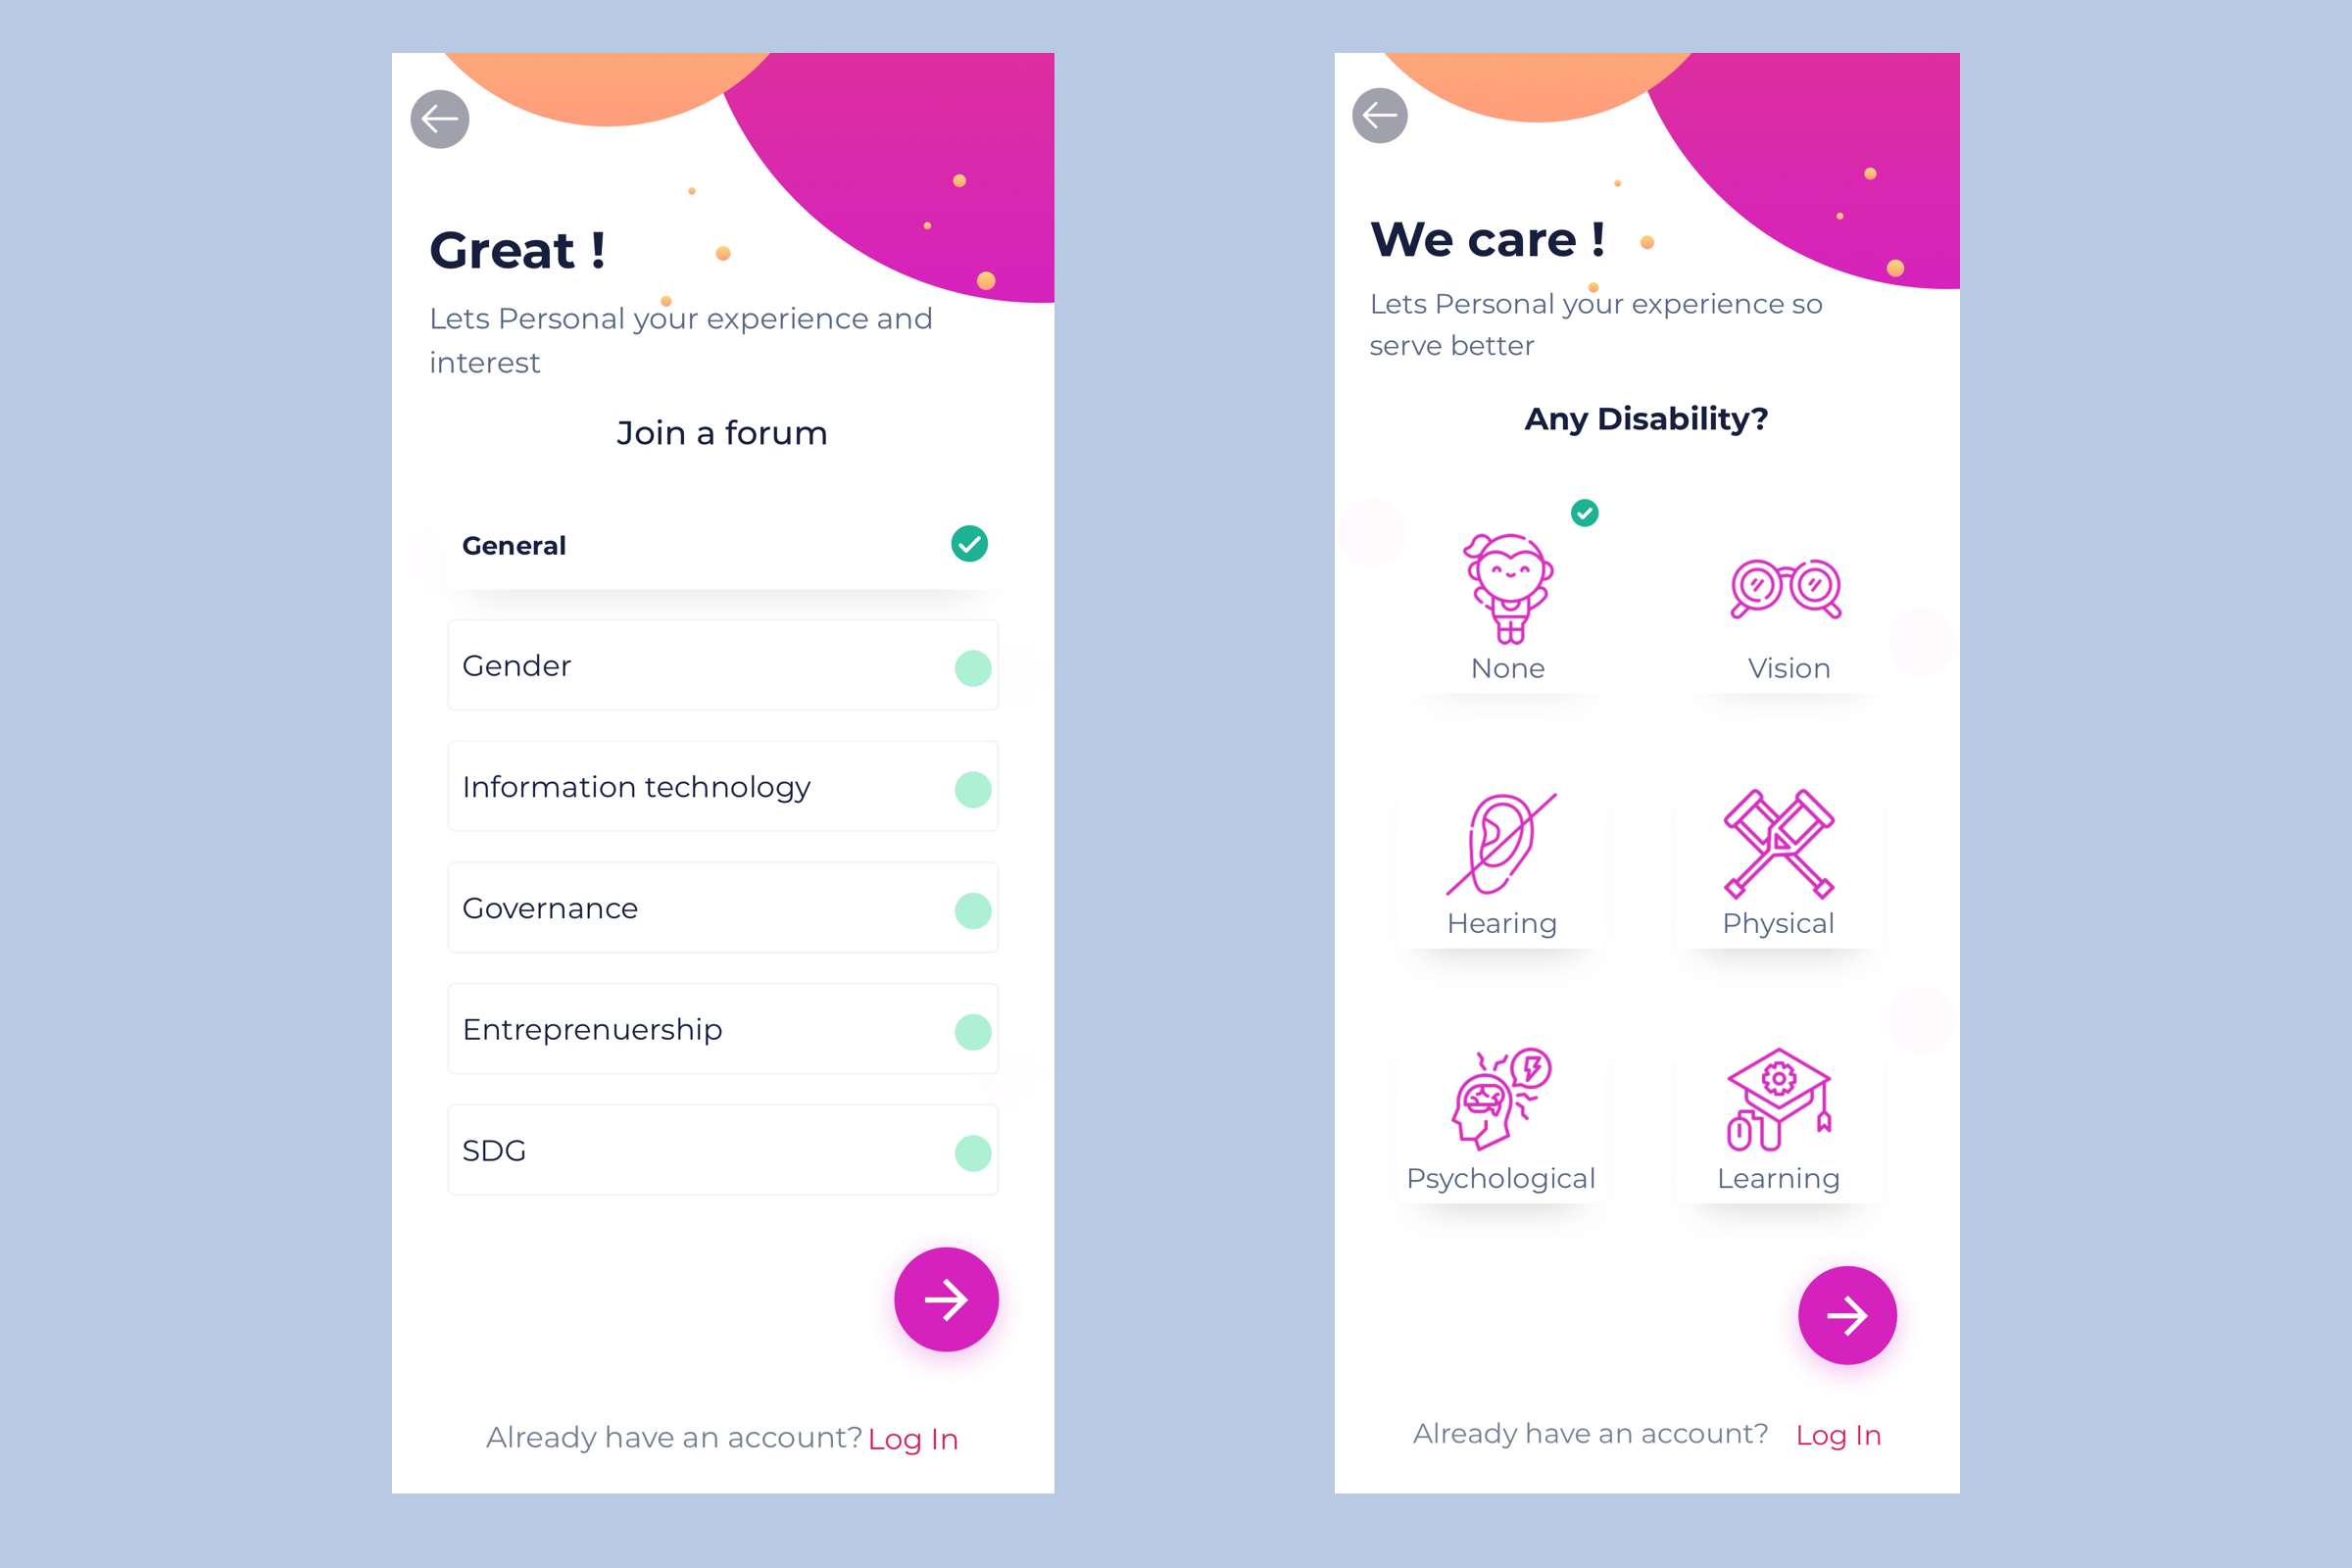 Great !
Lets Personal your experience and
interest
Join a forum
General
Gender
Information technology
Governance
Entreprenuership
SDG
Already have an account? Log In
We care !
Lets Personal your experience so
serve better
Any Disability?
None
Vision
Hearing
Physical
Psychological
Learning
Already have an account? Log In